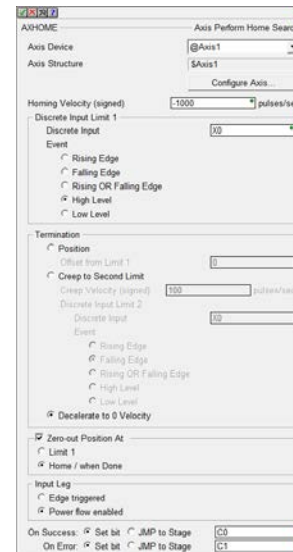 AXHOME Axis Perform Home Searc
Axis Device @Axis1
Axis Structure $Axis1
Configure Axis...
Homing Velocity (signed) -1000 pulses/se
Discrete Input Limit 1
Discrete Input X0
Event
Rising Edge
Falling Edge
Rising OR Falling Edge
High Level
Low Level
Termination
Position
Offset from Limit 1 0
Creep to Second Limit
Creep Velocity (signed) 100 pulses/sec
Discrete Input Limit 2
Discrete Input X0
Event
Rising Edge
Falling Edge
Rising OR Falling Edge
High Level
Low Level
Decelerate to 0 Velocity
Zero-out Position At
Limit 1
Home / when Done
Input Leg
Edge triggered
Power flow enabled
On Success: Set bit JMP to Stage C0
On Error: Set bit JMP to Stage C1